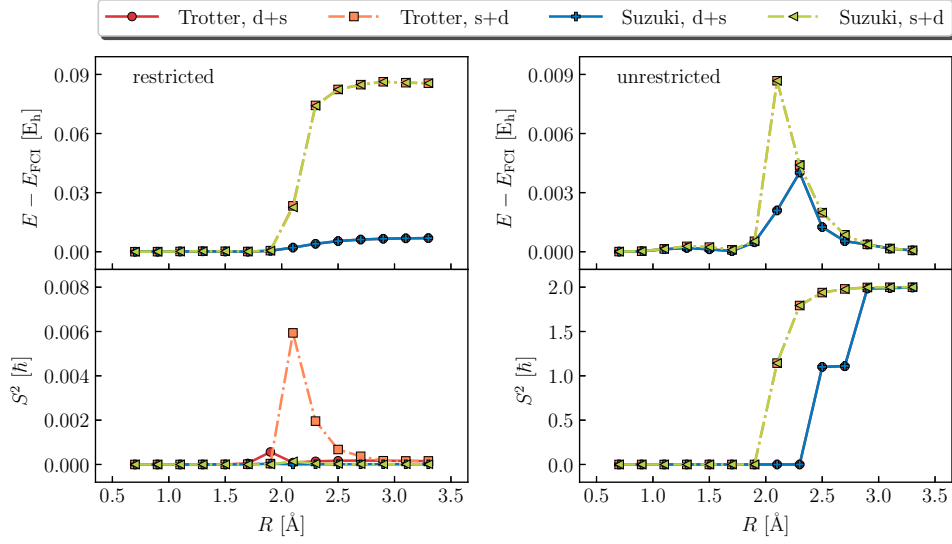 Trotter, d+s Trotter, s+d Suzuki, d+s Suzuki, s+d
restricted
E − E_FCI [E_h]
0.09
0.06
0.03
0.00
unrestricted
E − E_FCI [E_h]
0.009
0.006
0.003
0.000
S² [ħ]
0.008
0.006
0.004
0.002
0.000
0.5 1.0 1.5 2.0 2.5 3.0 3.5
R [Å]
S² [ħ]
2.0
1.5
1.0
0.5
0.0
0.5 1.0 1.5 2.0 2.5 3.0 3.5
R [Å]